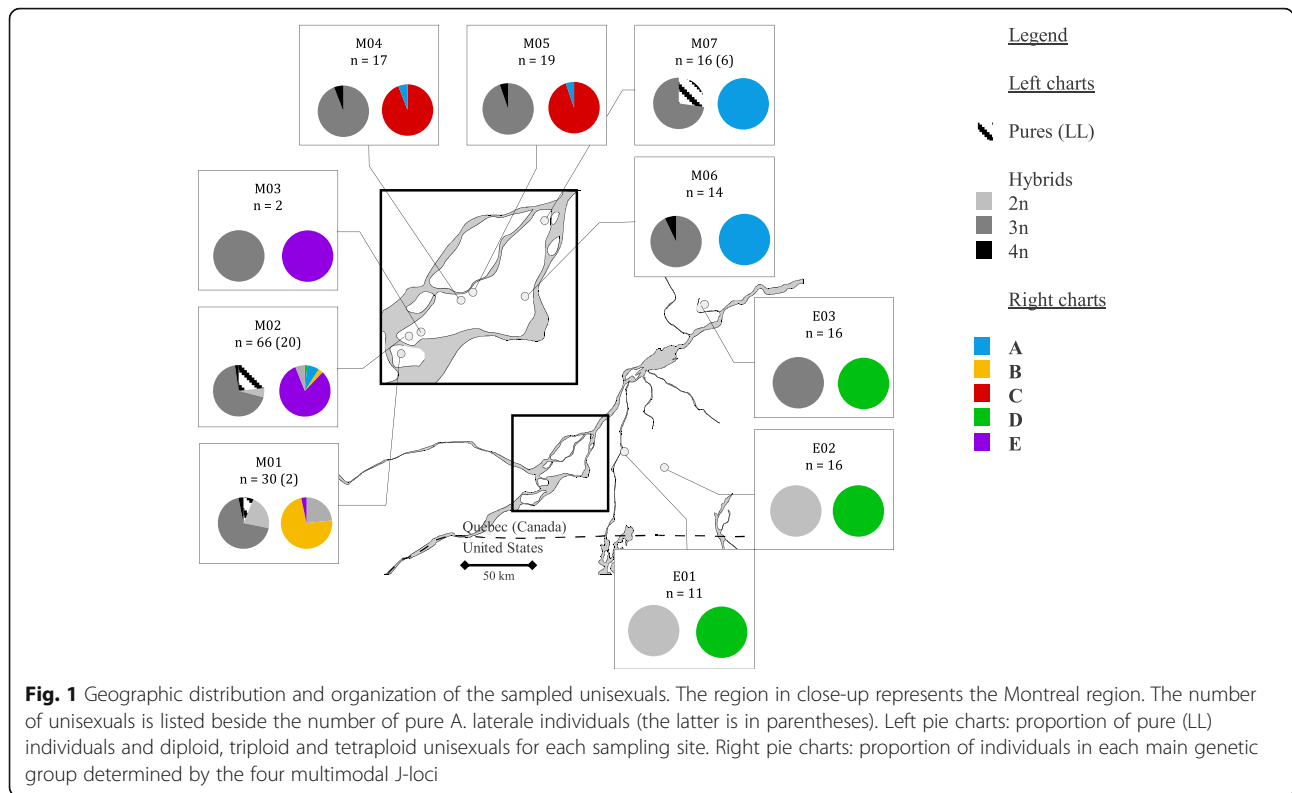 M04
n = 17
M05
n = 19
M07
n = 16 (6)
M03
n = 2
M06
n = 14
M02
n = 66 (20)
M01
n = 30 (2)
E03
n = 16
E02
n = 16
E01
n = 11
Québec (Canada)
United States
50 km
Legend
Left charts
Pures (LL)
Hybrids
2n
3n
4n
Right charts
A
B
C
D
E
Fig. 1 Geographic distribution and organization of the sampled unisexuals. The region in close-up represents the Montreal region. The number
of unisexuals is listed beside the number of pure A. laterale individuals (the latter is in parentheses). Left pie charts: proportion of pure (LL)
individuals and diploid, triploid and tetraploid unisexuals for each sampling site. Right pie charts: proportion of individuals in each main genetic
group determined by the four multimodal J-loci